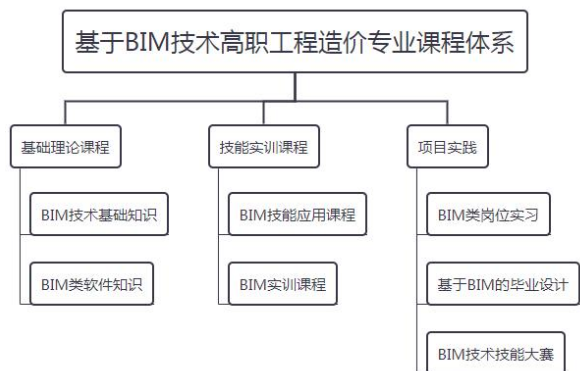 基于BIM技术高职工程造价专业课程体系
基础理论课程
技能实训课程
项目实践
BIM技术基础知识
BIM技能应用课程
BIM类岗位实习
BIM类软件知识
BIM实训课程
基于BIM的毕业设计
BIM技术技能大赛